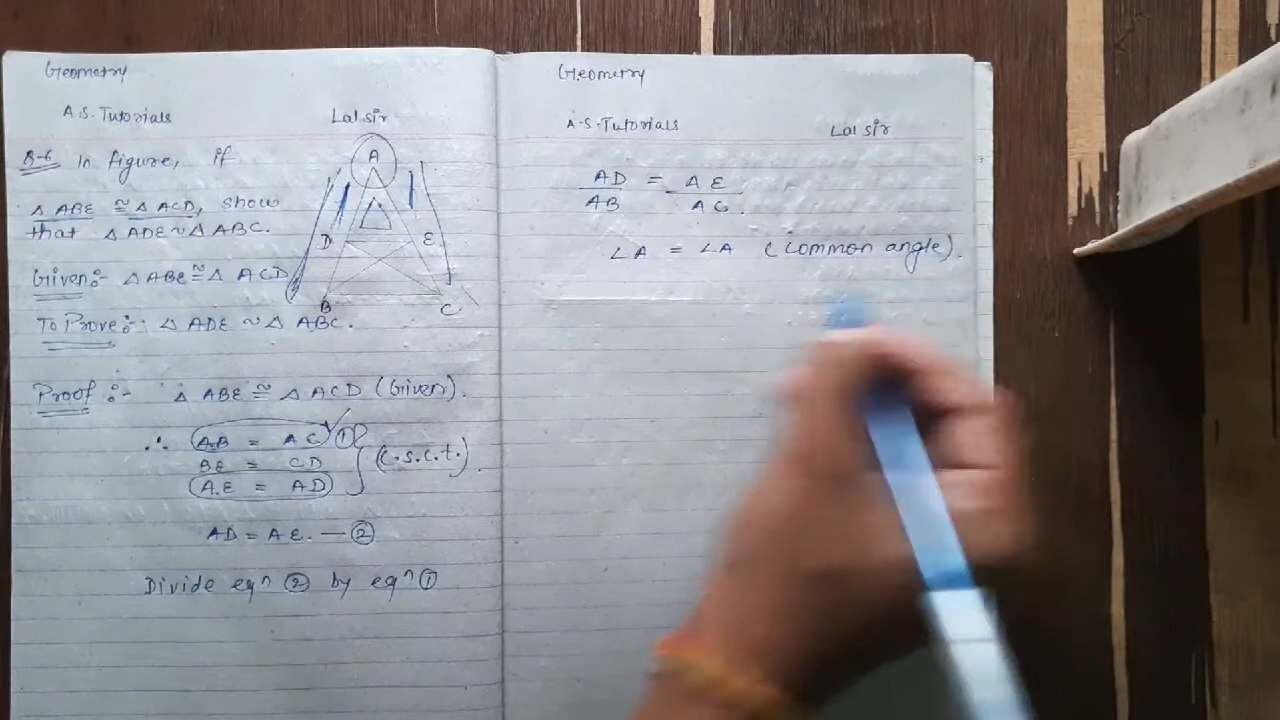 Geometry
A.S. Tutorials Lal sir
Q-6 In figure, if
△ ABE ≅ △ ACD, show
that △ ADE ~ △ ABC.
Given:- △ ABE ≅ △ ACD
To Prove:- △ ADE ~ △ ABC.
A
D E
B C
Proof :- △ ABE ≅ △ ACD (Given).
∴ AB = AC ①
BE = CD (C.S.C.t.).
AE = AD
AD = AE. — ②
Divide eqn ② by eqn ①
Geometry
A-S-Tutorials Lal sir
AD = AE
AB AC.
∠A = ∠A (Common angle).